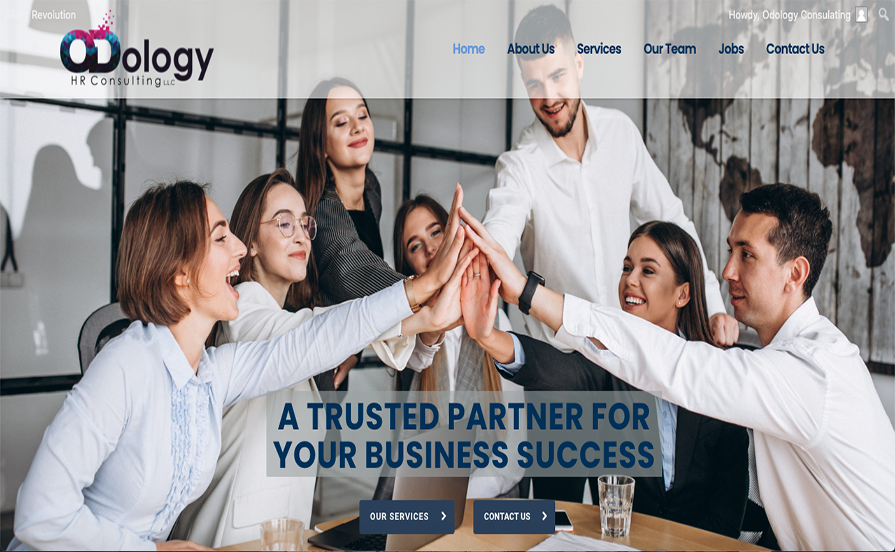 Revolution
Howdy, Odology Consulating
ODology
HR Consulting LLC
Home About Us Services Our Team Jobs Contact Us
A TRUSTED PARTNER FOR
YOUR BUSINESS SUCCESS
OUR SERVICES
CONTACT US